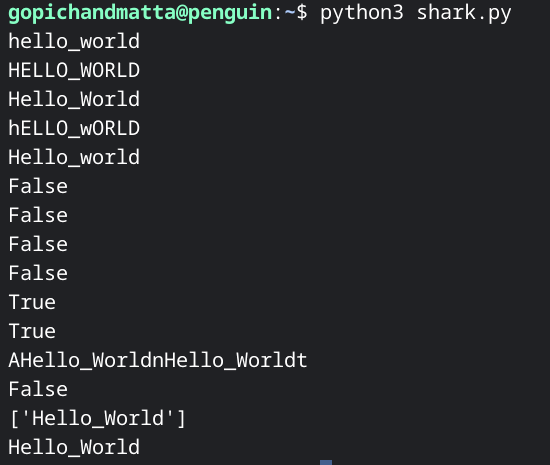 gopichandmatta@penguin:~$ python3 shark.py
hello_world
HELLO_WORLD
Hello_World
hELLO_wORLD
Hello_world
False
False
False
False
True
True
AHello_WorldnHello_Worldt
False
['Hello_World']
Hello_World